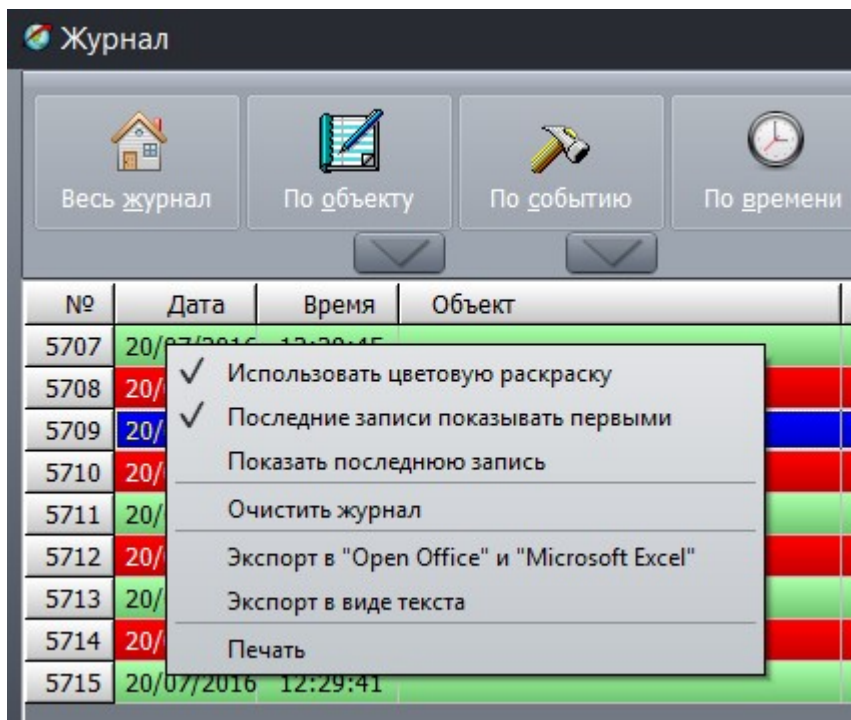 Журнал
Весь журнал По объекту По событию По времени
№ Дата Время Объект
5707 20/07/2016 12:29:45
Использовать цветовую раскраску
5708 20/
Последние записи показывать первыми
5709 20/
Показать последнюю запись
5710 20/
Очистить журнал
5711 20/
Экспорт в "Open Office" и "Microsoft Excel"
5712 20/
Экспорт в виде текста
5713 20/
Печать
5714 20/
5715 20/07/2016 12:29:41